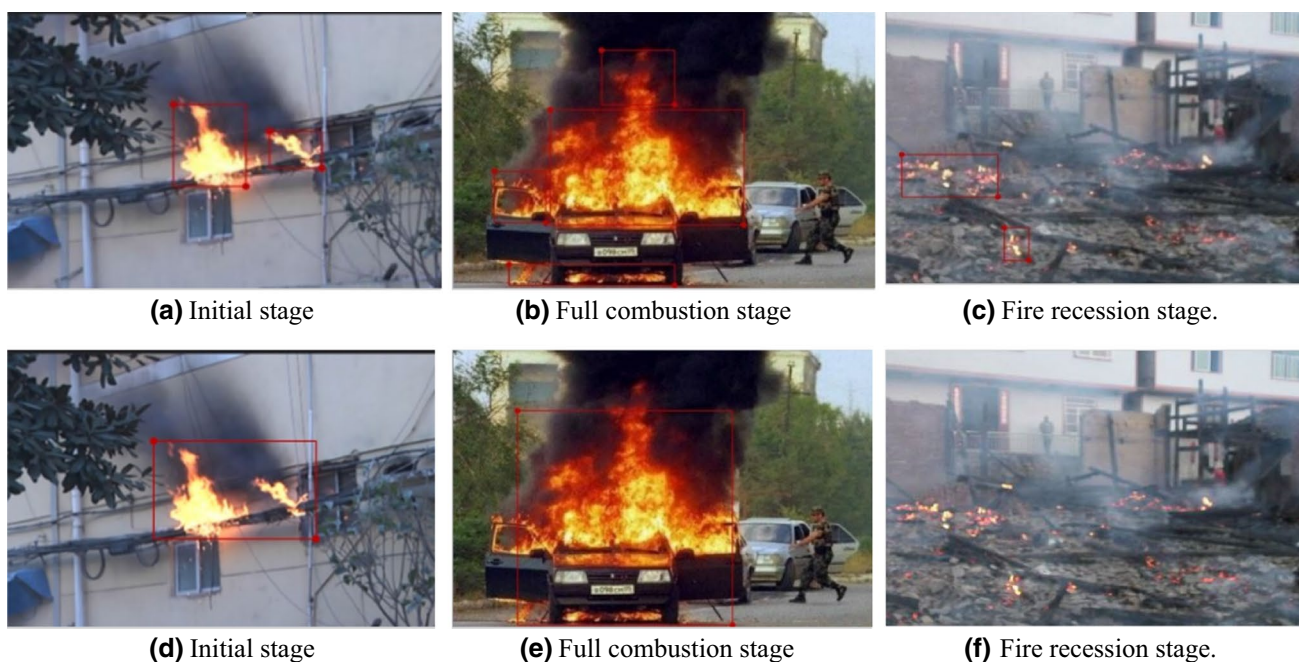 (a) Initial stage
(b) Full combustion stage
(c) Fire recession stage.
(d) Initial stage
(e) Full combustion stage
(f) Fire recession stage.